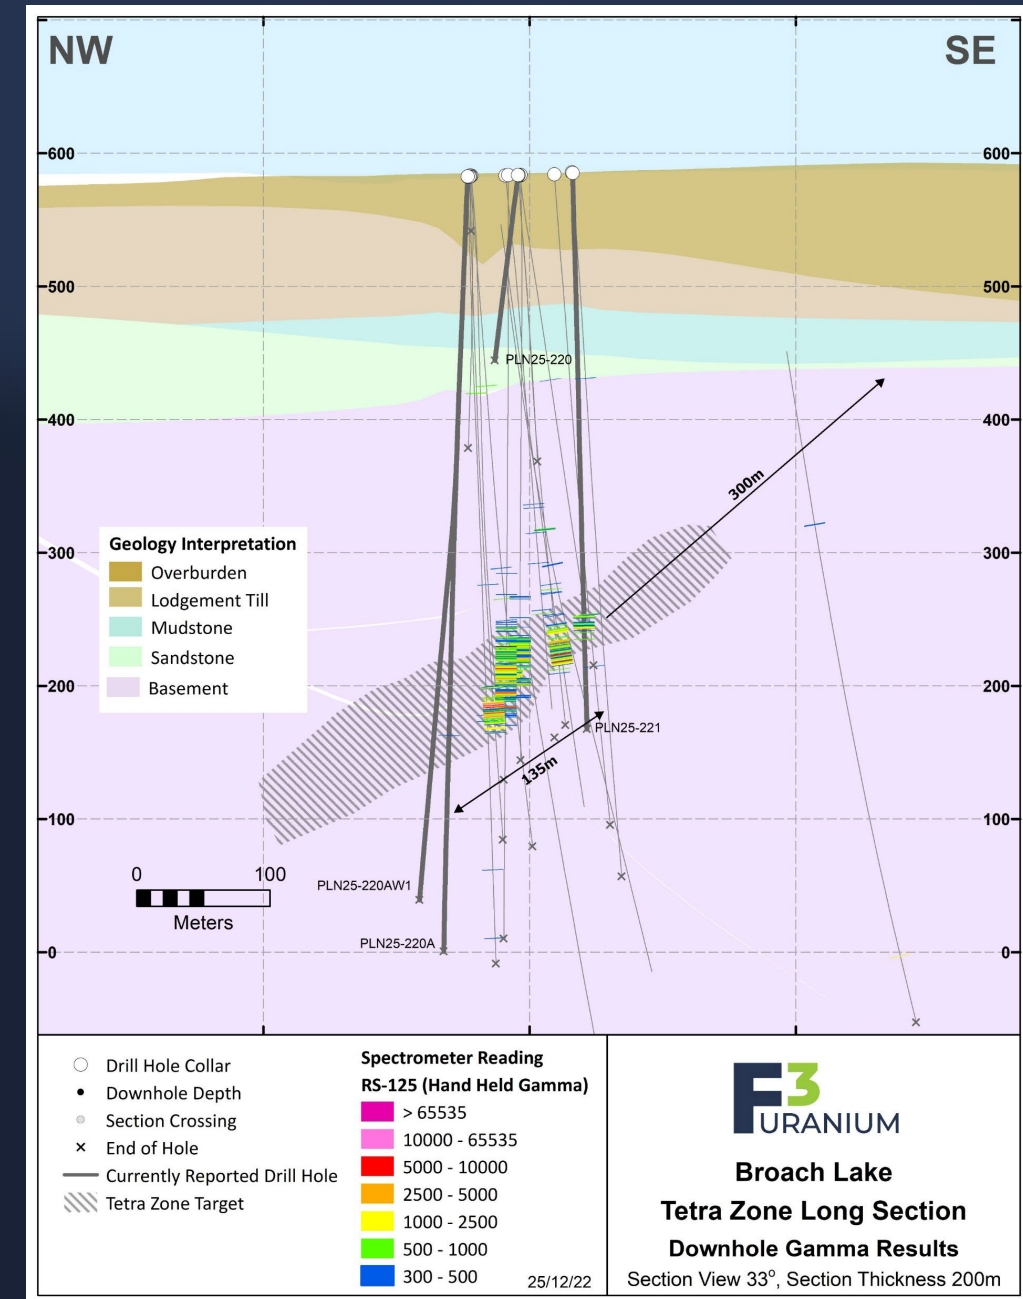 NW
SE
600
600
500
500
PLN25-220
400
400
300m
300
300
Geology Interpretation
Overburden
Lodgement Till
Mudstone
Sandstone
Basement
200
200
PLN25-221
135m
100
100
0
100
Meters
PLN25-220AW1
PLN25-220A
0
0
Drill Hole Collar
Downhole Depth
Section Crossing
End of Hole
Currently Reported Drill Hole
Tetra Zone Target
Spectrometer Reading
RS-125 (Hand Held Gamma)
> 65535
10000 - 65535
5000 - 10000
2500 - 5000
1000 - 2500
500 - 1000
300 - 500
25/12/22
F3
URANIUM
Broach Lake
Tetra Zone Long Section
Downhole Gamma Results
Section View 33°, Section Thickness 200m